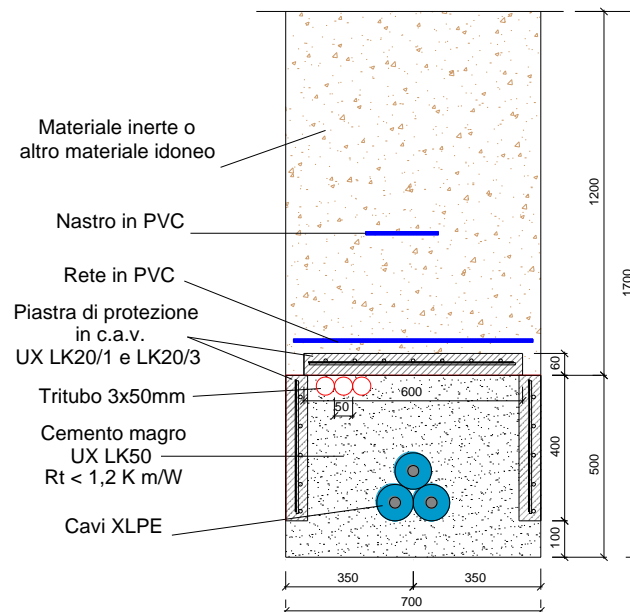 Materiale inerte o
altro materiale idoneo
Nastro in PVC
Rete in PVC
Piastra di protezione
in c.a.v.
UX LK20/1 e LK20/3
Tritubo 3x50mm
Cemento magro
UX LK50
Rt < 1,2 K m/W
Cavi XLPE
1200
1700
60
600
50
400
500
100
350
350
700